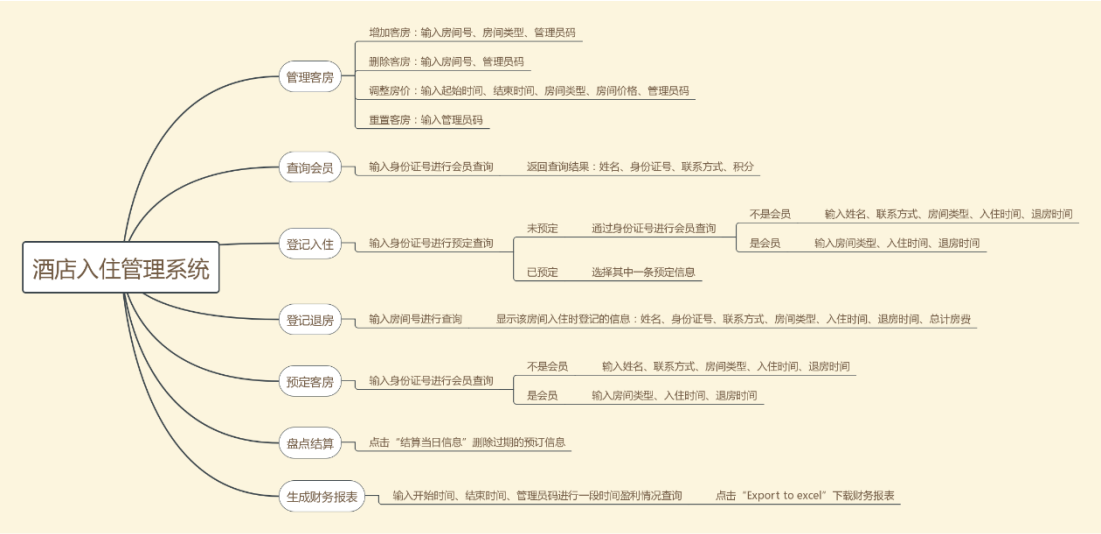 酒店入住管理系统
管理客房
增加客房：输入房间号、房间类型、管理员码
删除客房：输入房间号、管理员码
调整房价：输入起始时间、结束时间、房间类型、房间价格、管理员码
重置客房：输入管理员码
查询会员
输入身份证号进行会员查询
返回查询结果：姓名、身份证号、联系方式、积分
登记入住
输入身份证号进行预定查询
未预定
通过身份证号进行会员查询
不是会员
输入姓名、联系方式、房间类型、入住时间、退房时间
是会员
输入房间类型、入住时间、退房时间
已预定
选择其中一条预定信息
登记退房
输入房间号进行查询
显示该房间入住时登记的信息：姓名、身份证号、联系方式、房间类型、入住时间、退房时间、总计房费
预定客房
输入身份证号进行会员查询
不是会员
输入姓名、联系方式、房间类型、入住时间、退房时间
是会员
输入房间类型、入住时间、退房时间
盘点结算
点击“结算当日信息”删除过期的预订信息
生成财务报表
输入开始时间、结束时间、管理员码进行一段时间盈利情况查询
点击“Export to excel”下载财务报表